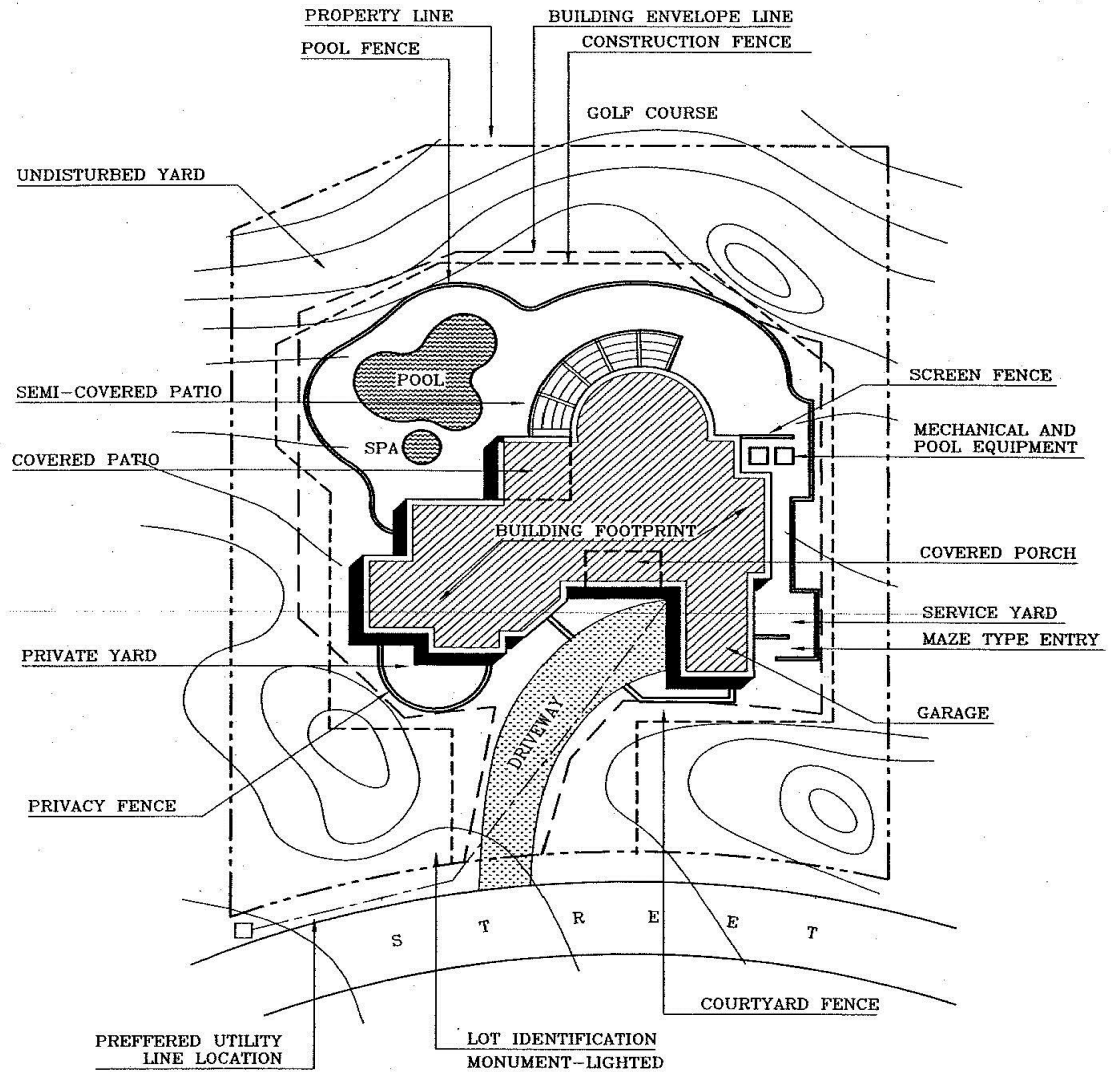 PROPERTY LINE
BUILDING ENVELOPE LINE
POOL FENCE
CONSTRUCTION FENCE
GOLF COURSE
UNDISTURBED YARD
POOL
SCREEN FENCE
SEMI-COVERED PATIO
MECHANICAL AND
POOL EQUIPMENT
SPA
COVERED PATIO
BUILDING FOOTPRINT
COVERED PORCH
SERVICE YARD
MAZE TYPE ENTRY
PRIVATE YARD
GARAGE
DRIVEWAY
PRIVACY FENCE
STREET
COURTYARD FENCE
PREFFERED UTILITY
LINE LOCATION
LOT IDENTIFICATION
MONUMENT-LIGHTED